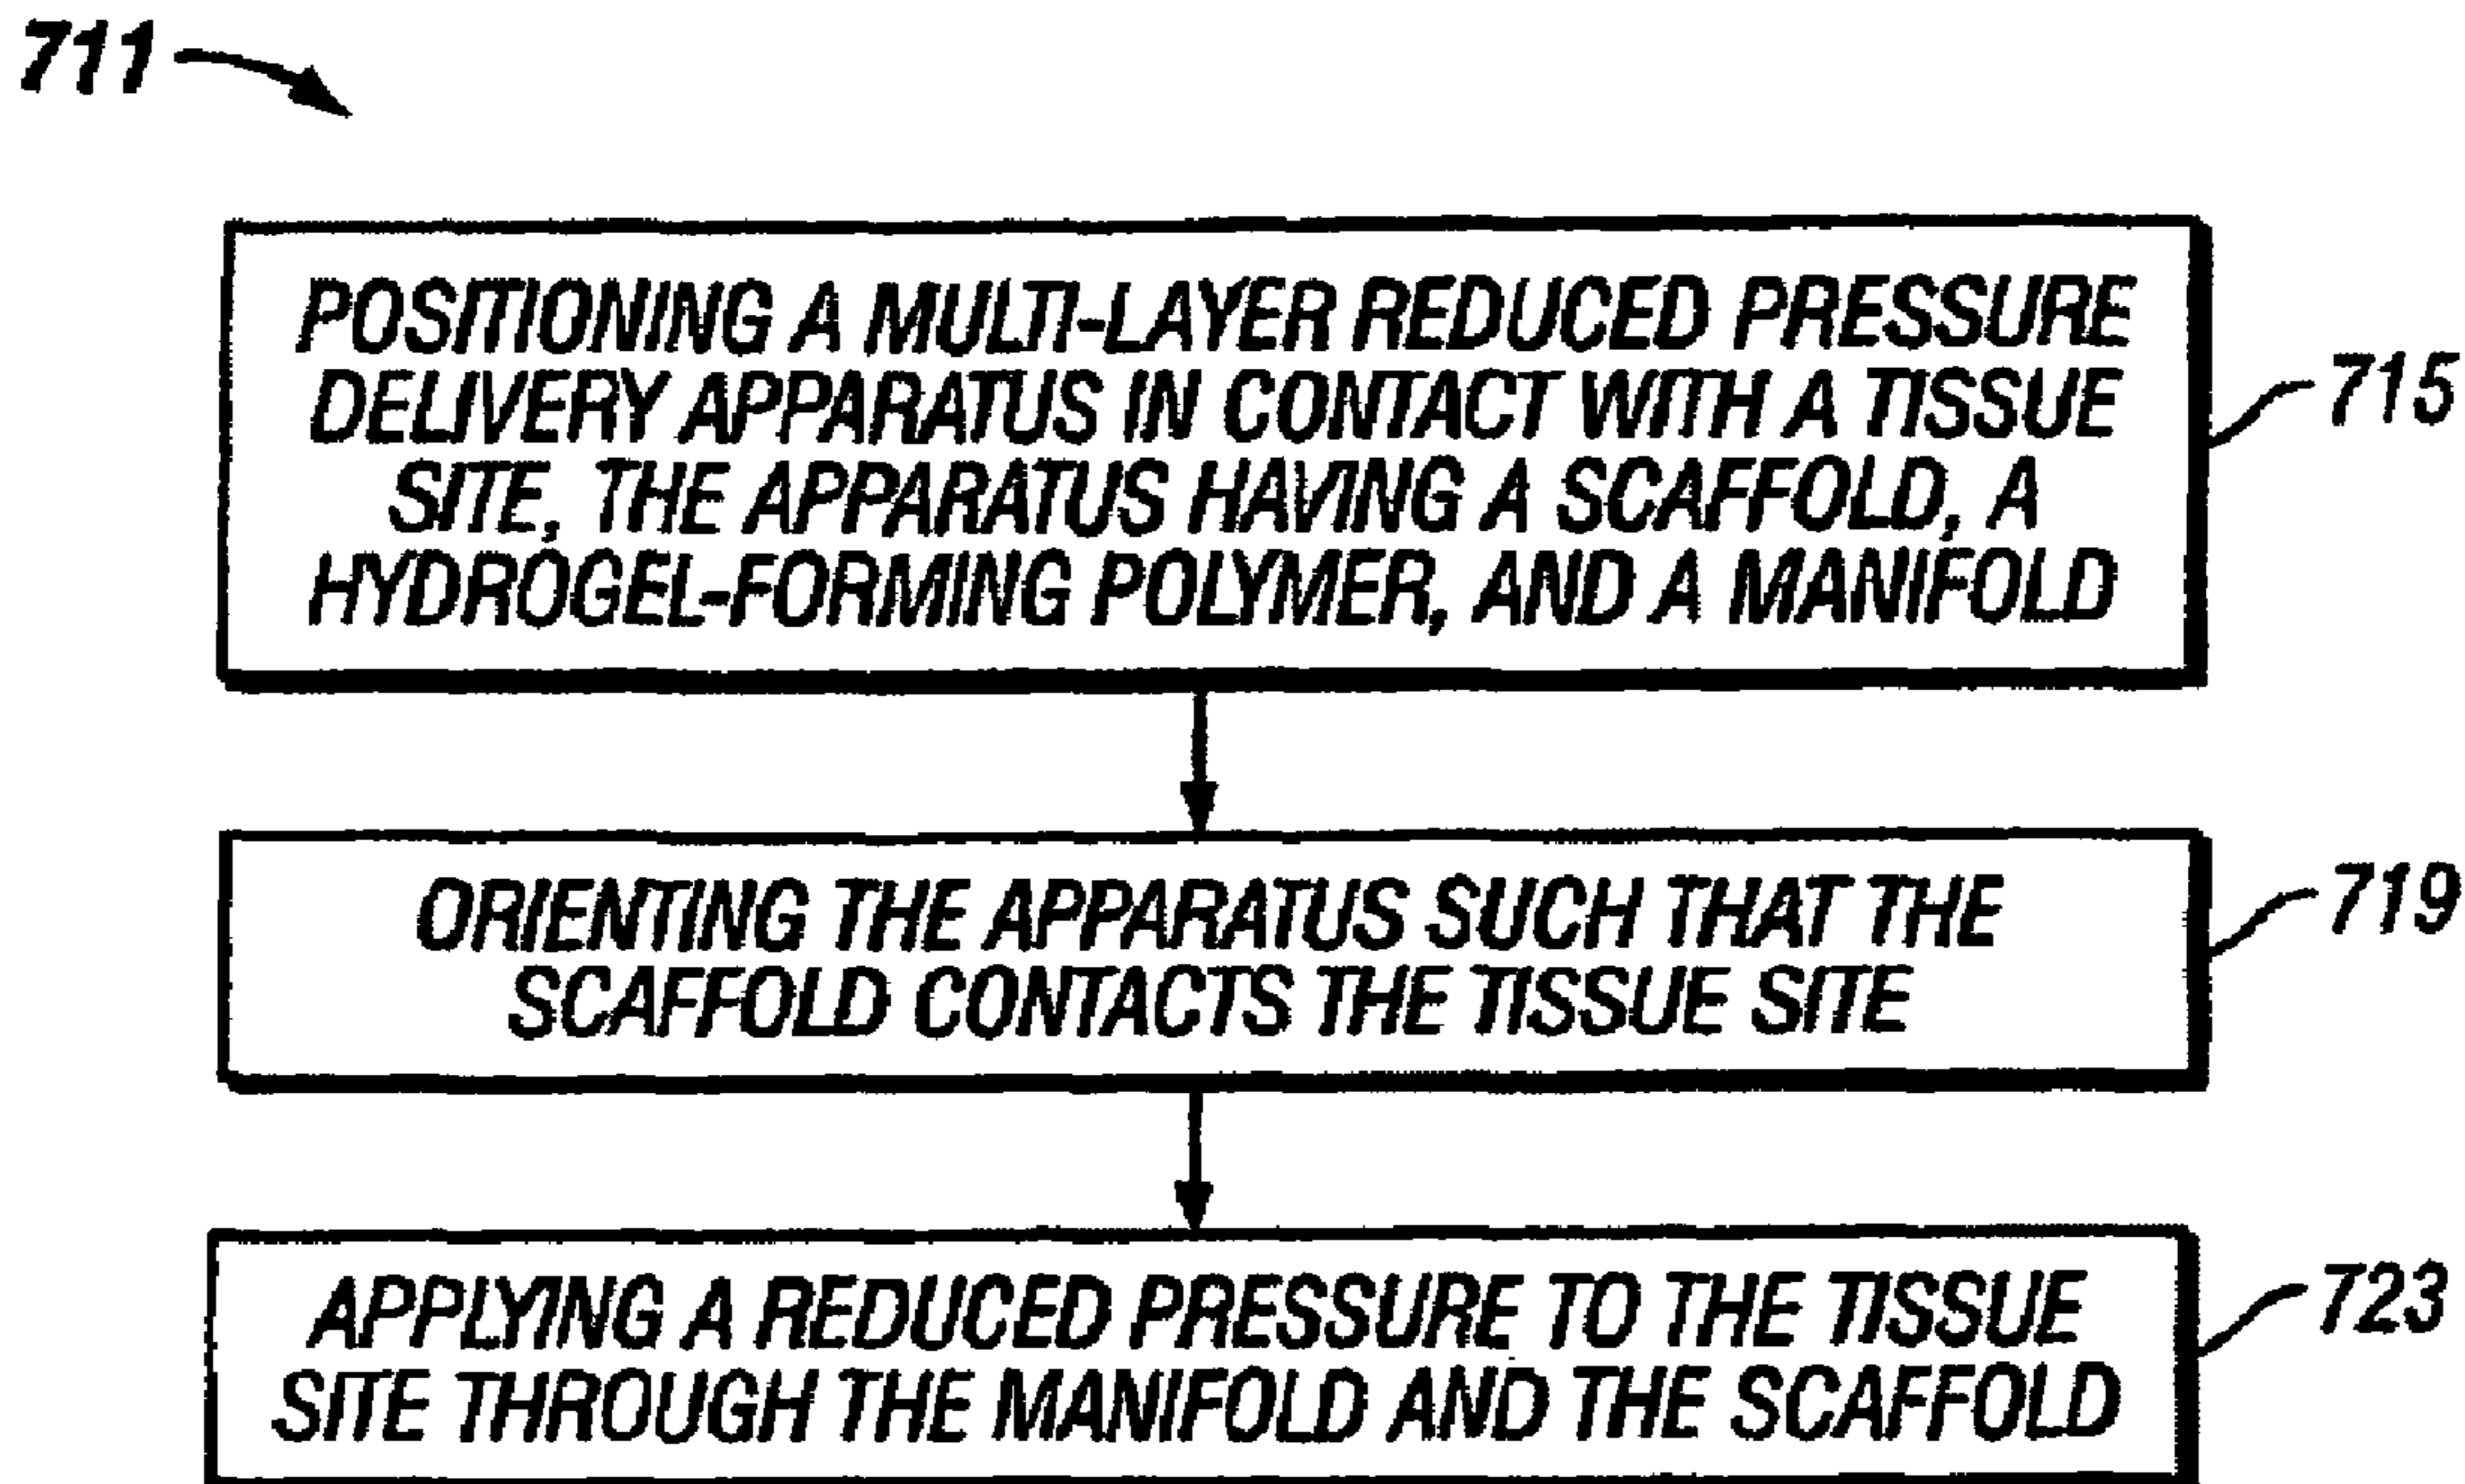 711
POSITIONING A MULTI-LAYER REDUCED PRESSURE
DELIVERY APPARATUS IN CONTACT WITH A TISSUE
SITE, THE APPARATUS HAVING A SCAFFOLD, A
HYDROGEL-FORMING POLYMER, AND A MANIFOLD
715
ORIENTING THE APPARATUS SUCH THAT THE
SCAFFOLD CONTACTS THE TISSUE SITE
719
APPLYING A REDUCED PRESSURE TO THE TISSUE
SITE THROUGH THE MANIFOLD AND THE SCAFFOLD
723